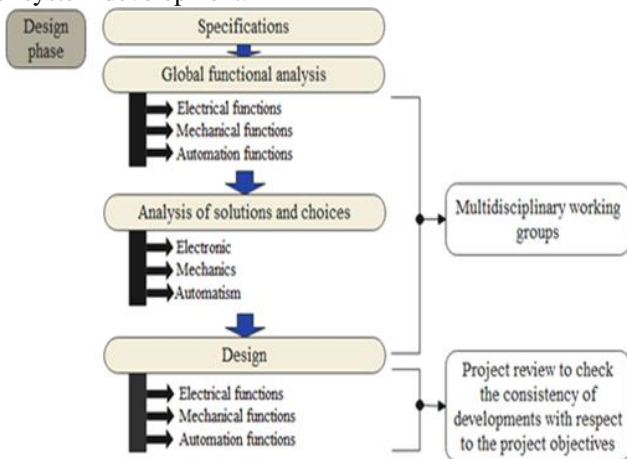 Design
phase
Specifications
Global functional analysis
Electrical functions
Mechanical functions
Automation functions
Analysis of solutions and choices
Electronic
Mechanics
Automatism
Multidisciplinary working
groups
Design
Electrical functions
Mechanical functions
Automation functions
Project review to check
the consistency of
developments with respect
to the project objectives